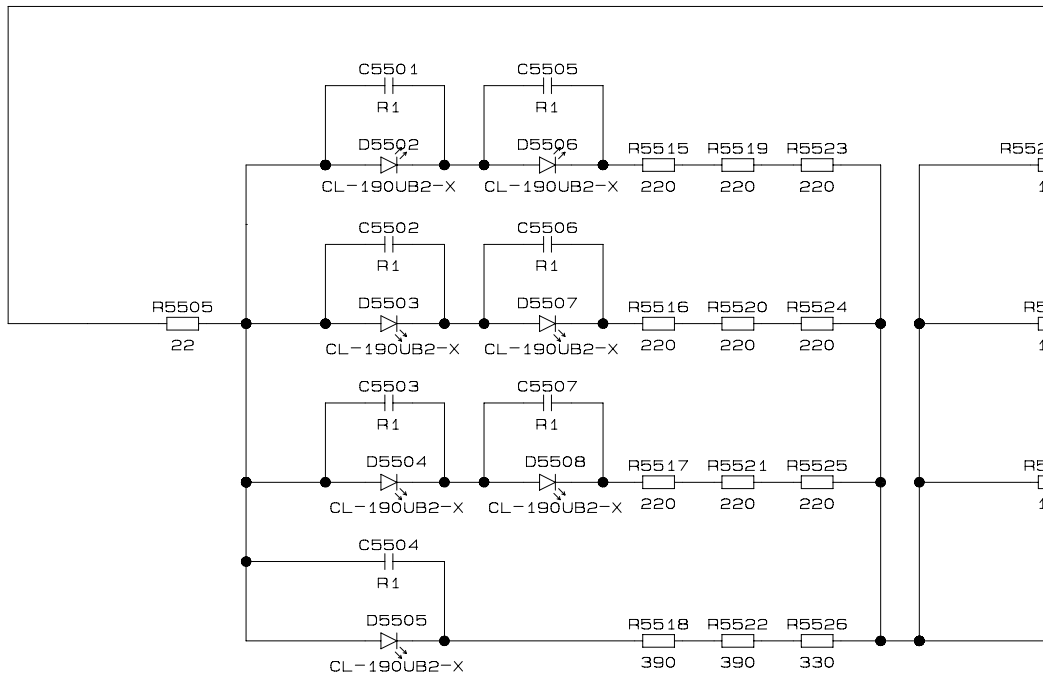 C5501 C5505
R1 R1
D5502 D5506 R5515 R5519 R5523
CL-190UB2-X CL-190UB2-X 220 220 220
C5502 C5506
R1 R1
R5505 D5503 D5507 R5516 R5520 R5524
22 CL-190UB2-X CL-190UB2-X 220 220 220
C5503 C5507
R1 R1
D5504 D5508 R5517 R5521 R5525
CL-190UB2-X CL-190UB2-X 220 220 220
C5504
R1
D5505 R5518 R5522 R5526
CL-190UB2-X 390 390 330